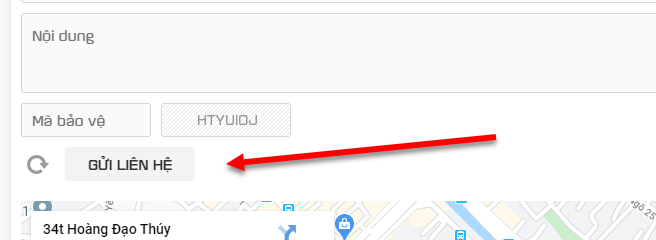 Nội dung
Mã bảo vệ
HTYUIOJ
GỬI LIÊN HỆ
34t Hoàng Đạo Thúy